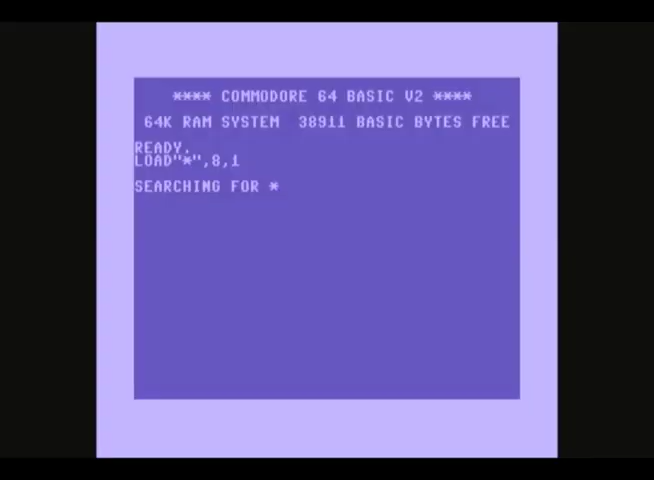 **** COMMODORE 64 BASIC V2 ****
64K RAM SYSTEM  38911 BASIC BYTES FREE
READY.
LOAD"*",8,1
SEARCHING FOR *